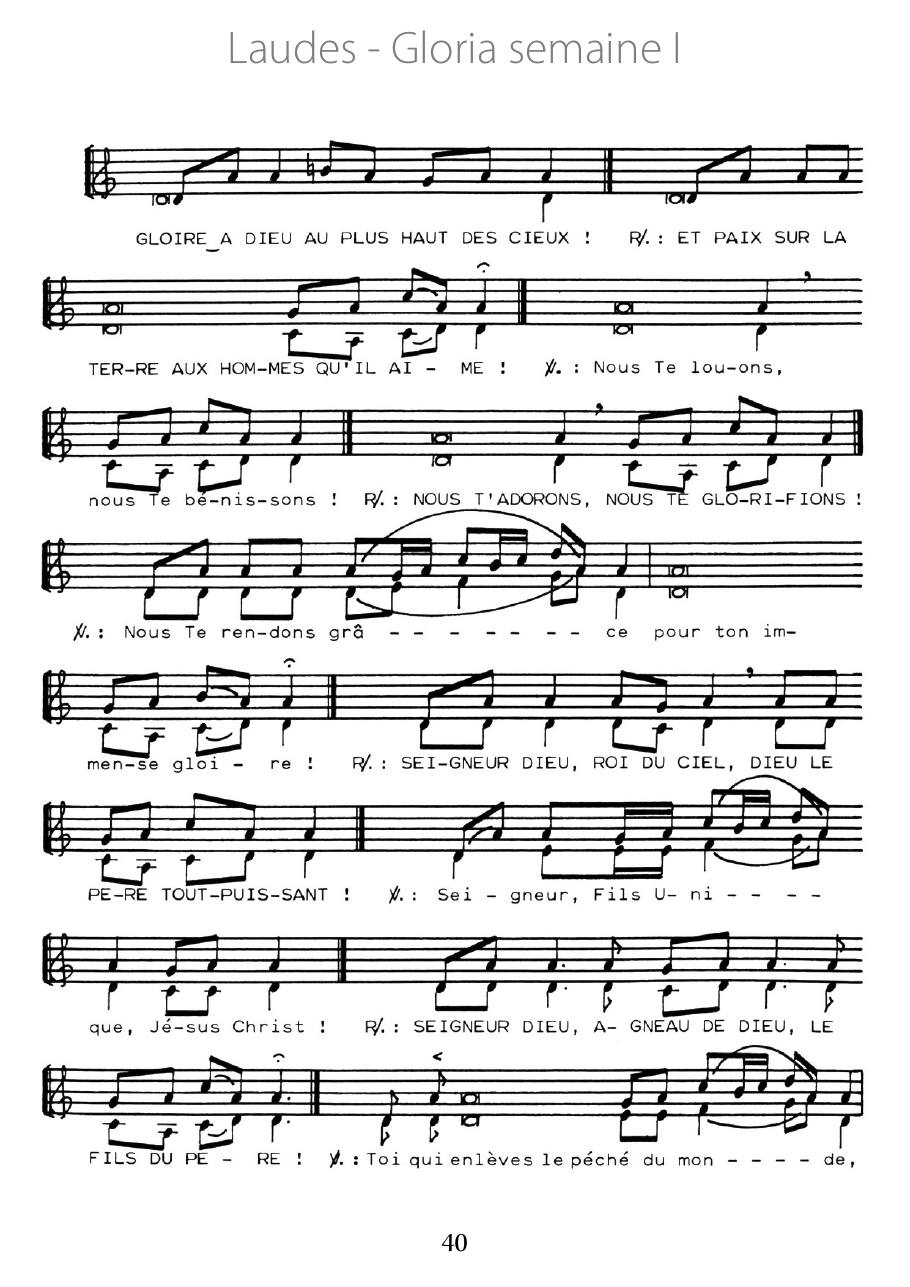 Laudes - Gloria semaine I
GLOIRE‿A DIEU AU PLUS HAUT DES CIEUX ! R/. : ET PAIX SUR LA
TER-RE AUX HOM-MES QU'IL AI - ME ! V/. : Nous Te lou-ons,
nous Te bé-nis-sons ! R/. : NOUS T'ADORONS, NOUS TE GLO-RI-FIONS !
V/. : Nous Te ren-dons grâ - - - - - - - ce pour ton im-
men-se gloi - re ! R/. : SEI-GNEUR DIEU, ROI DU CIEL, DIEU LE
PE-RE TOUT-PUIS-SANT ! V/. : Sei - gneur, Fils U- ni - - - -
que, Jé-sus Christ ! R/. : SEIGNEUR DIEU, A- GNEAU DE DIEU, LE
FILS DU PE - RE ! V/. : Toi qui enlèves le péché du mon - - - - de,
40